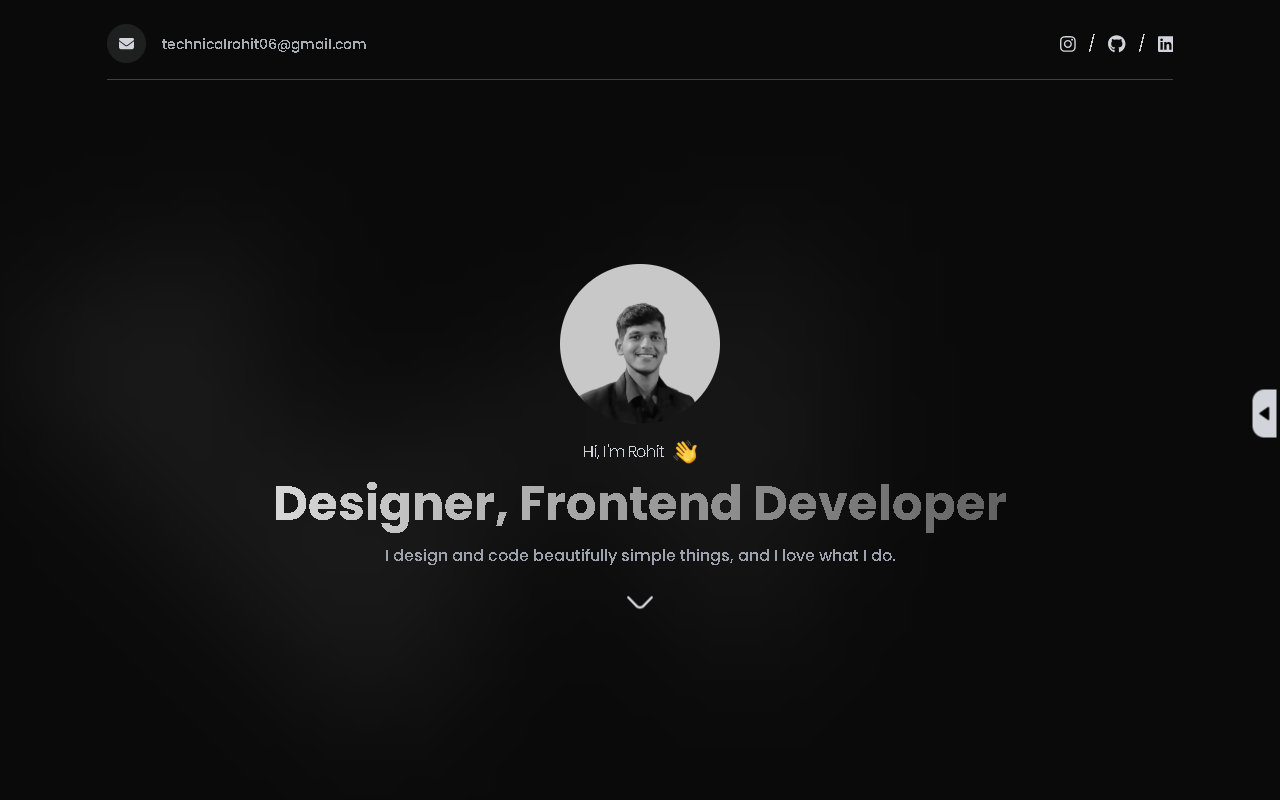 technicalrohit06@gmail.com
/ /
Hi, I'm Rohit 👋
Designer, Frontend Developer
I design and code beautifully simple things, and I love what I do.